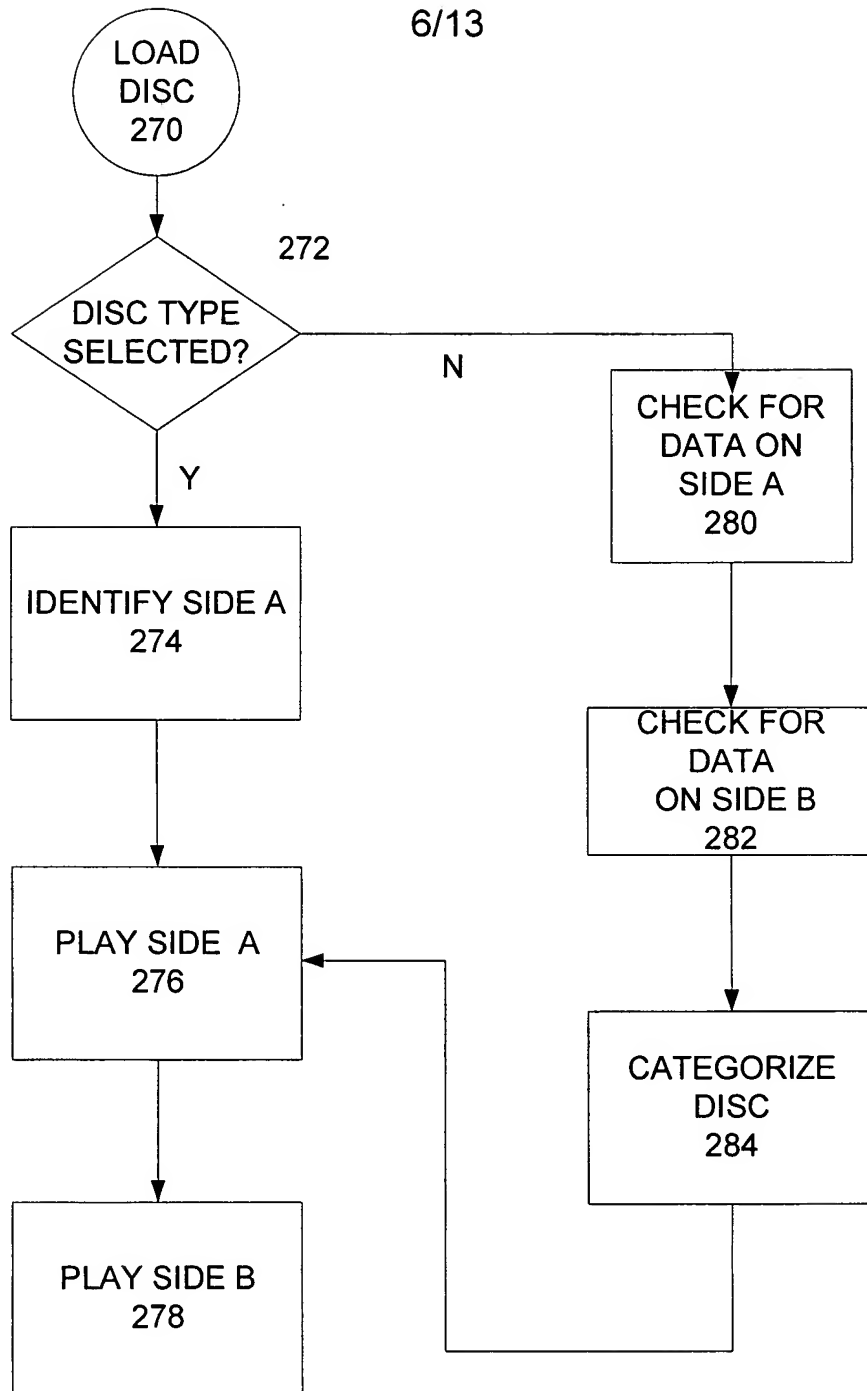 6/13
LOAD
DISC
270
272
DISC TYPE
SELECTED?
N
Y
CHECK FOR
DATA ON
SIDE A
280
IDENTIFY SIDE A
274
CHECK FOR
DATA
ON SIDE B
282
PLAY SIDE A
276
CATEGORIZE
DISC
284
PLAY SIDE B
278